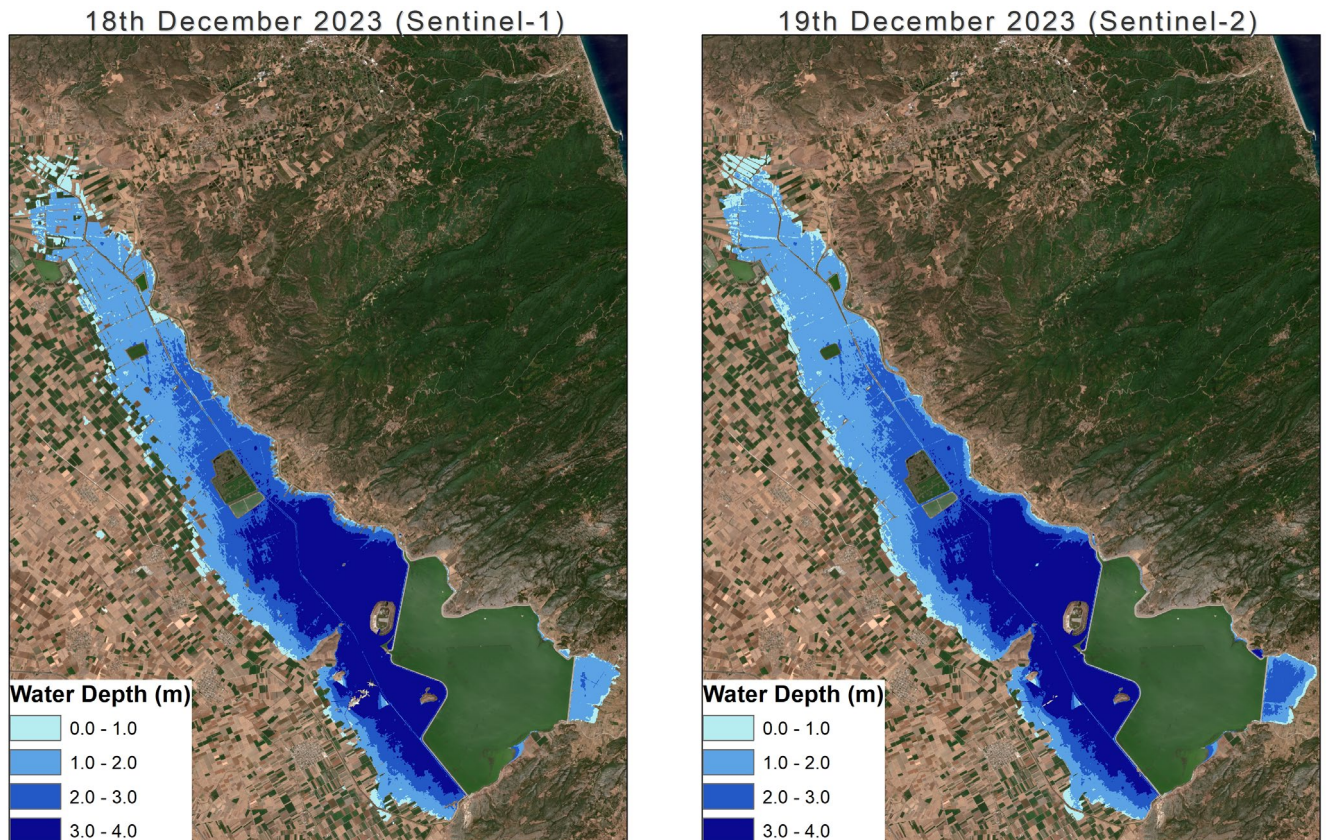 18th December 2023 (Sentinel-1)
19th December 2023 (Sentinel-2)
Water Depth (m)
0.0 - 1.0
1.0 - 2.0
2.0 - 3.0
3.0 - 4.0
Water Depth (m)
0.0 - 1.0
1.0 - 2.0
2.0 - 3.0
3.0 - 4.0